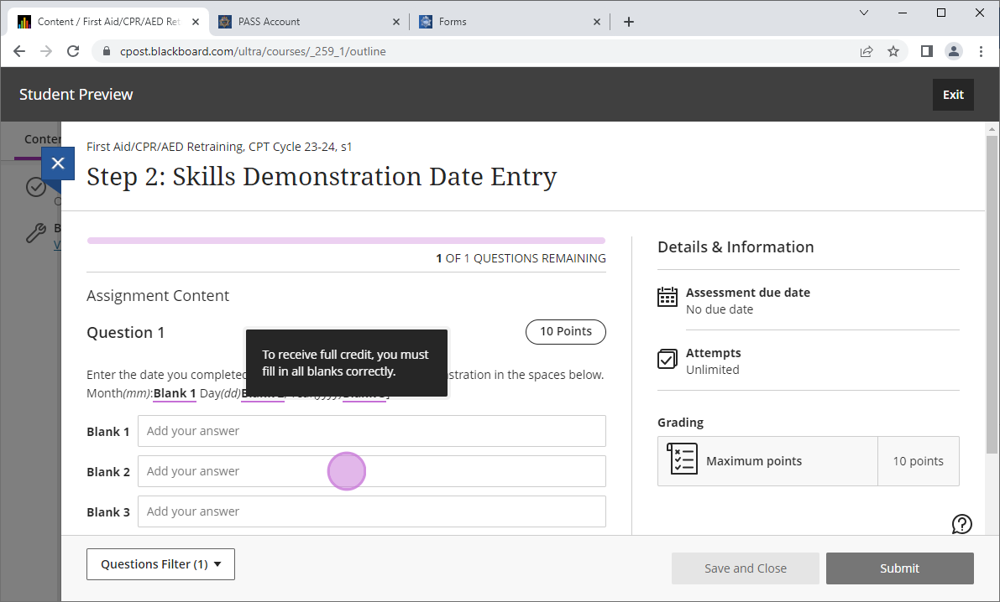 Content / First Aid/CPR/AED Ret
PASS Account
Forms
cpost.blackboard.com/ultra/courses/_259_1/outline
Student Preview
Exit
First Aid/CPR/AED Retraining, CPT Cycle 23-24, s1
Step 2: Skills Demonstration Date Entry
1 OF 1 QUESTIONS REMAINING
Assignment Content
Question 1
10 Points
To receive full credit, you must
fill in all blanks correctly.
Enter the date you completed
in the spaces below.
Month(mm):Blank 1 Day(dd)
Blank 1 Add your answer
Blank 2 Add your answer
Blank 3 Add your answer
Details & Information
Assessment due date
No due date
Attempts
Unlimited
Grading
Maximum points
10 points
Questions Filter (1)
Save and Close
Submit